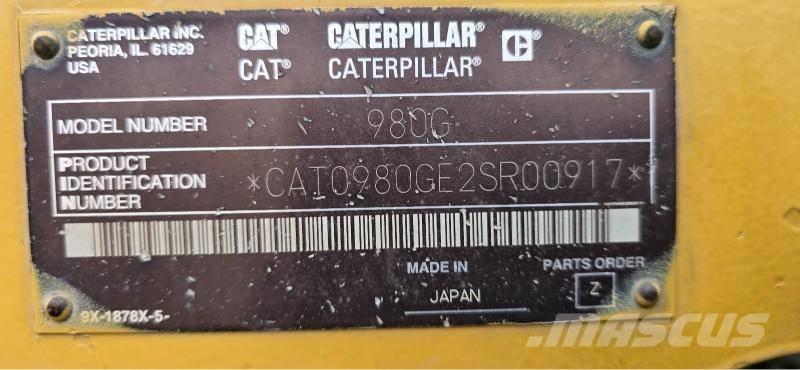 CATERPILLAR INC.
PEORIA, IL. 61629
USA
CAT® CATERPILLAR® C®
CAT® CATERPILLAR®
MODEL NUMBER 980G
PRODUCT
IDENTIFICATION
NUMBER
*CAT0980GE2SR00917*
MADE IN
JAPAN
PARTS ORDER
Z
9X-1878X-5-
MASCUS